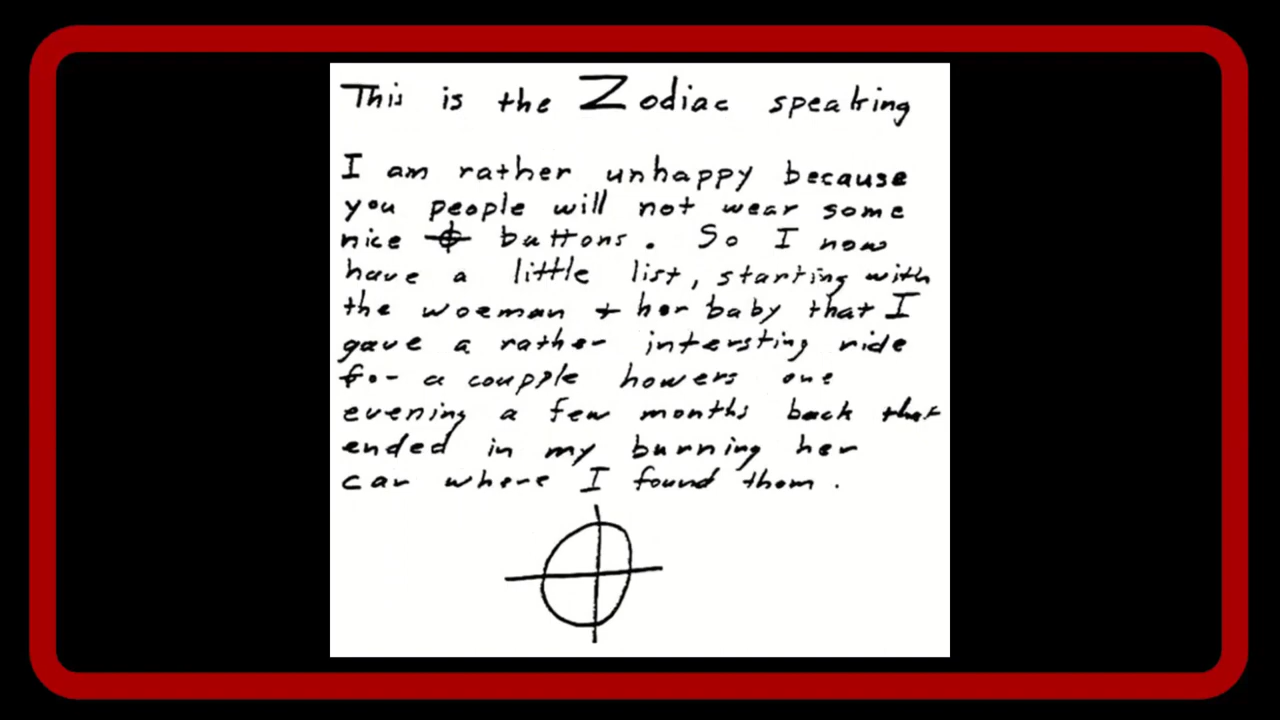 This is the Zodiac speaking
I am rather unhappy because
you people will not wear some
nice ⌖ buttons. So I now
have a little list, starting with
the woeman + her baby that I
gave a rather intersting ride
for a coupple howers one
evening a few months back that
ended in my burning her
car where I found them.